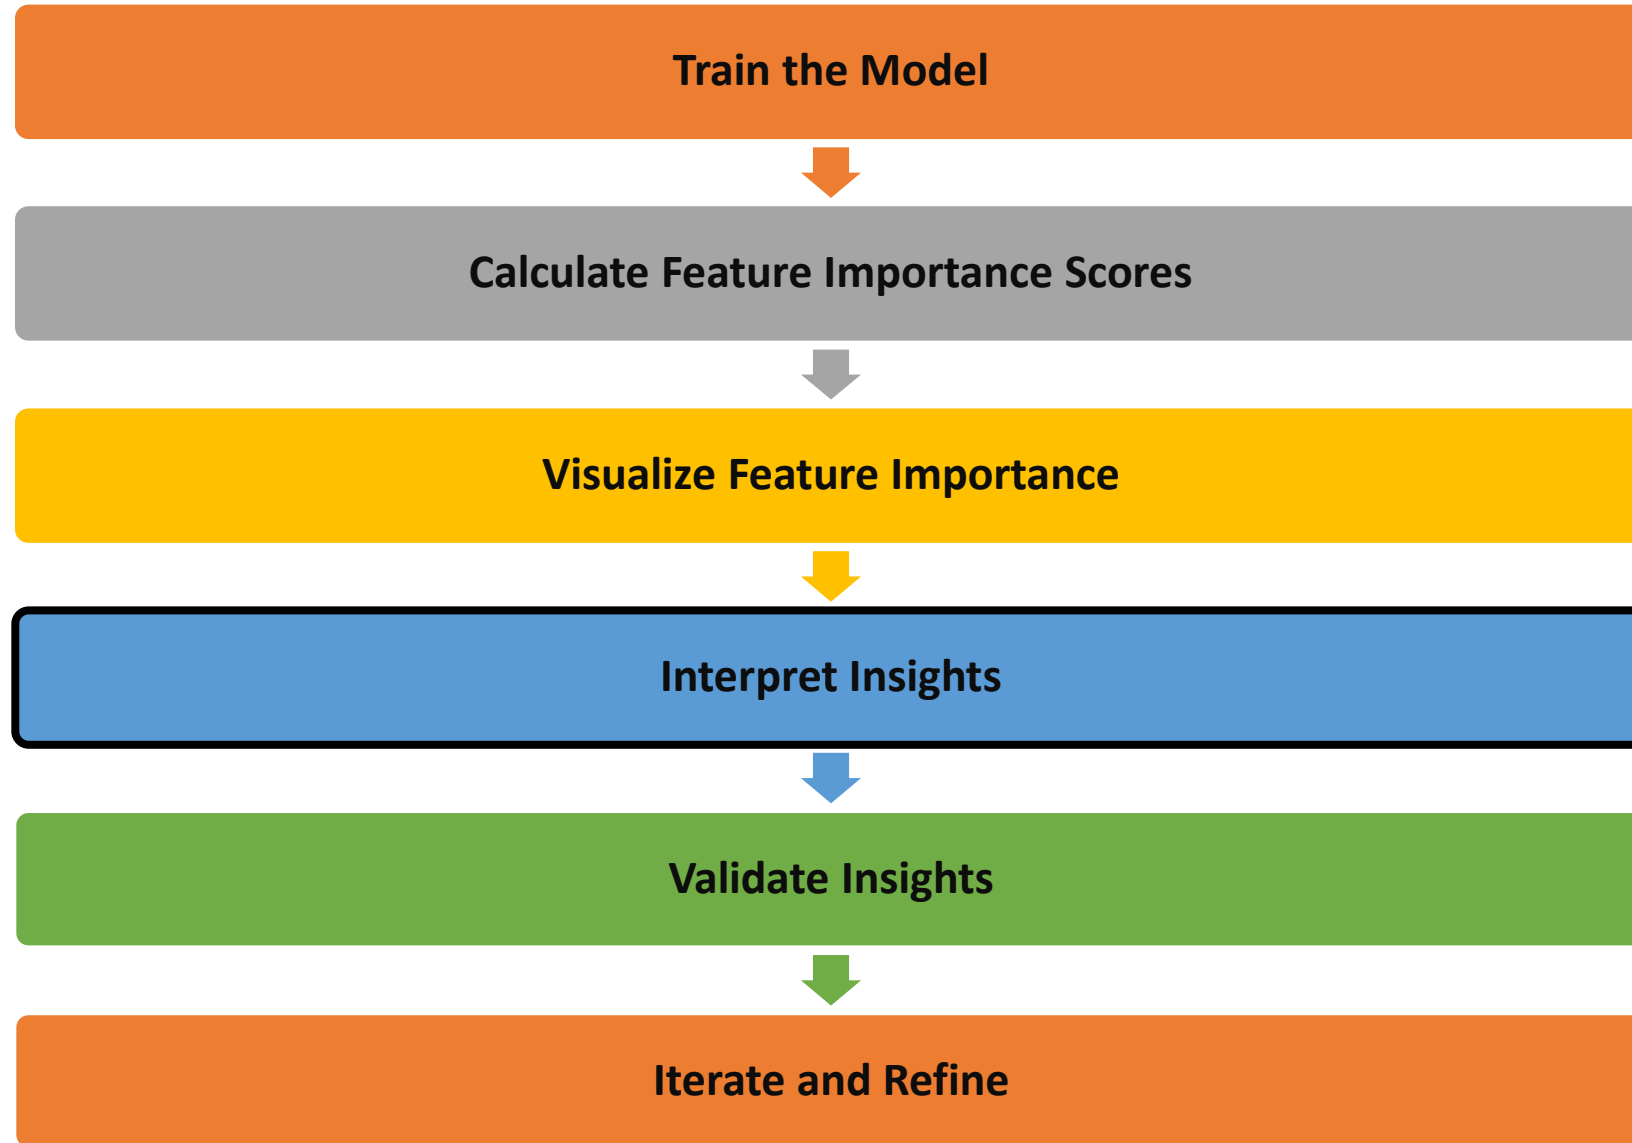 Train the Model
Calculate Feature Importance Scores
Visualize Feature Importance
Interpret Insights
Validate Insights
Iterate and Refine